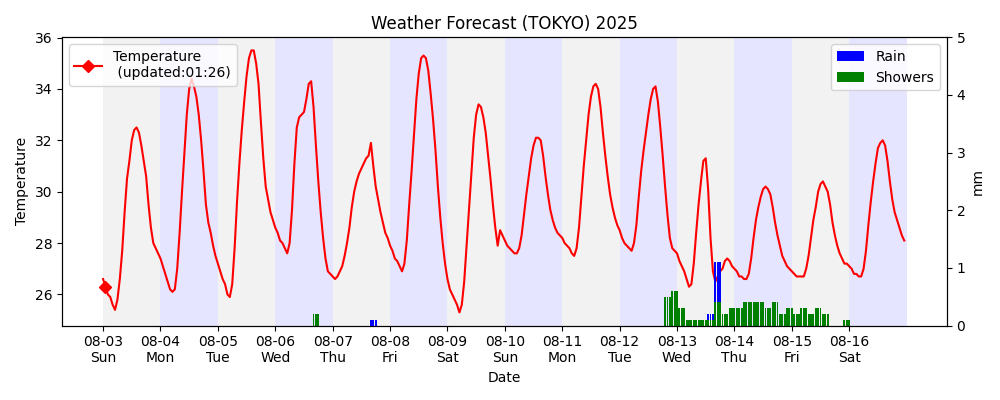 Weather Forecast (TOKYO) 2025
Temperature
(updated:01:26)
Rain
Showers
36
34
32
30
28
26
Temperature
5
4
3
2
1
0
mm
08-03 08-04 08-05 08-06 08-07 08-08 08-09 08-10 08-11 08-12 08-13 08-14 08-15 08-16
Sun Mon Tue Wed Thu Fri Sat Sun Mon Tue Wed Thu Fri Sat
Date